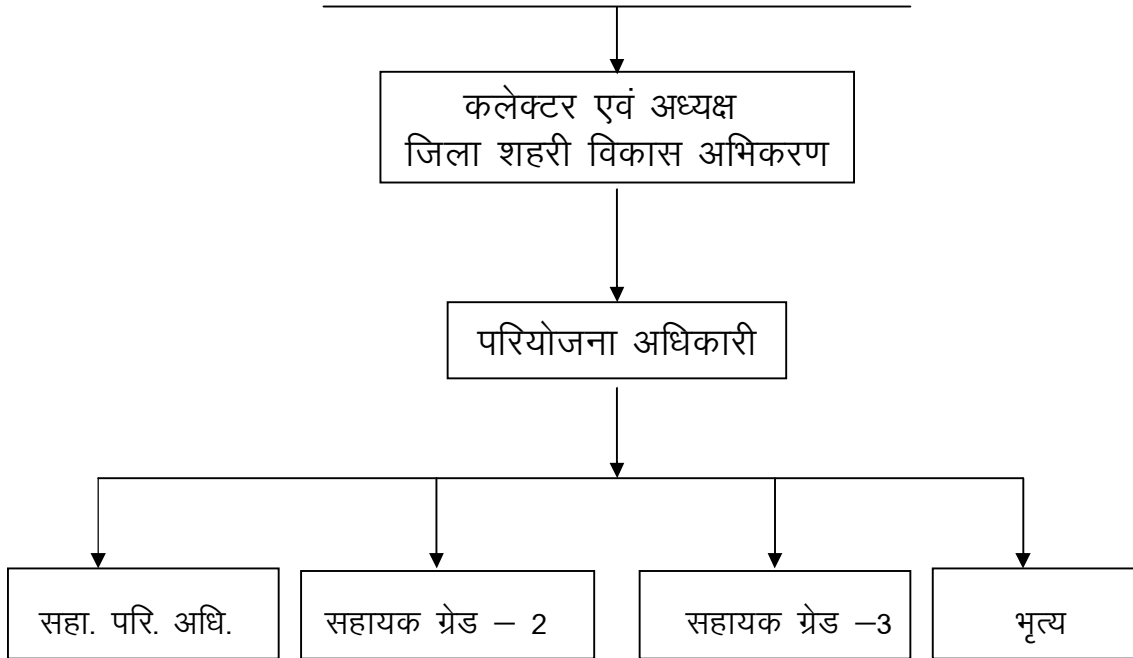 कलेक्टर एवं अध्यक्ष
जिला शहरी विकास अभिकरण
परियोजना अधिकारी
सहा. परि. अधि.
सहायक ग्रेड – 2
सहायक ग्रेड –3
भृत्य